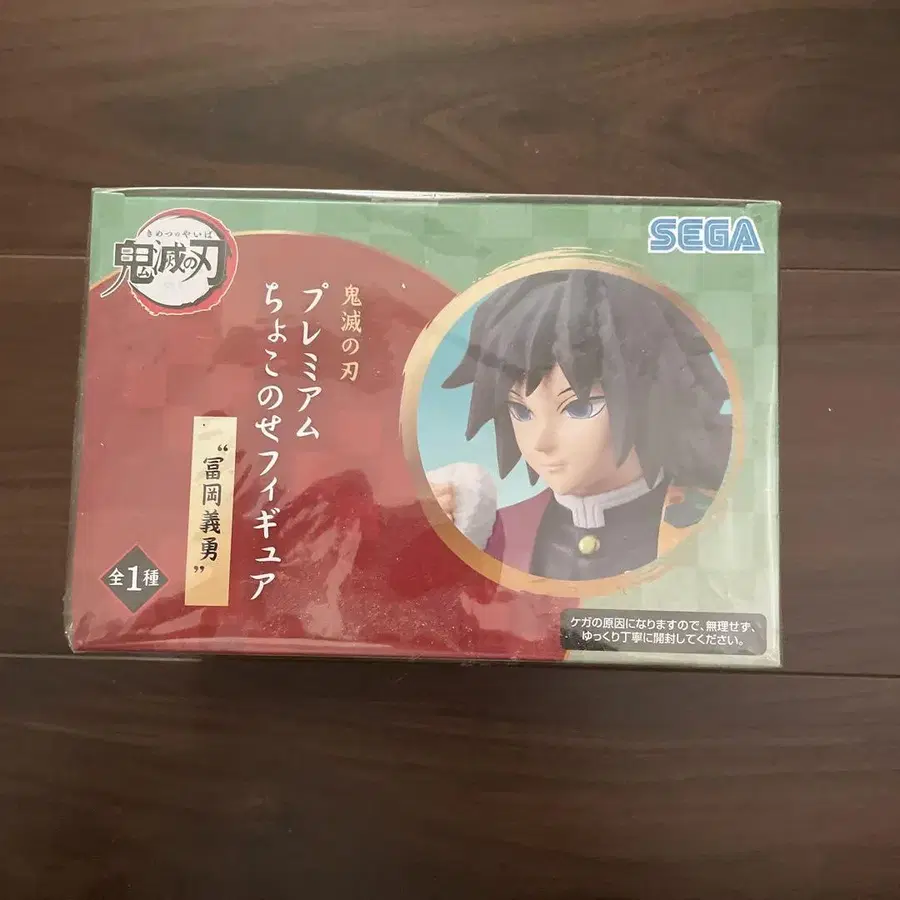 きめつのやいば
鬼滅の刃
SEGA
鬼滅の刃
プレミアム
ちょこのせフィギュア
“冨岡義勇”
全1種
ケガの原因になりますので、無理せず、
ゆっくり丁寧に開封してください。